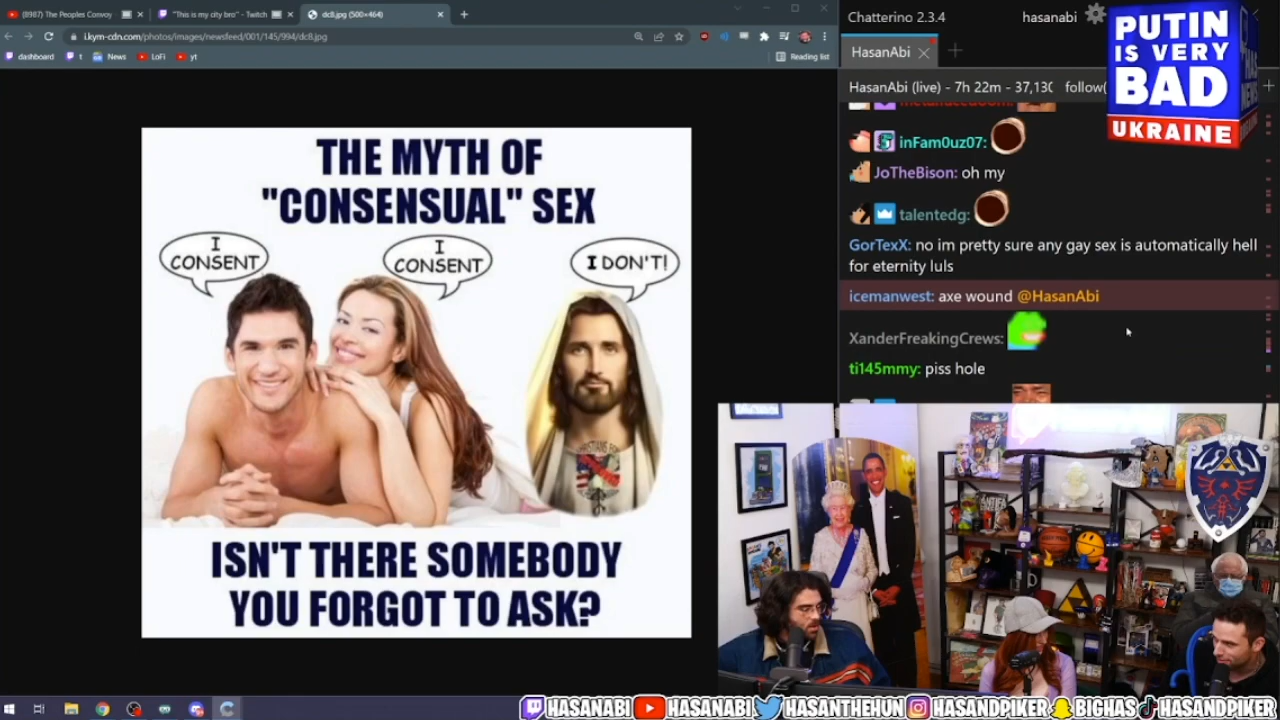 (8987) The Peoples Convoy
"This is my city bro" - Twitch
dc8.jpg (500×464)
i.kym-cdn.com/photos/images/newsfeed/001/145/994/dc8.jpg
dashboard
t
News
LoFi
yt
Reading list
THE MYTH OF
"CONSENSUAL" SEX
I
CONSENT
I
CONSENT
I DON'T!
ISN'T THERE SOMEBODY
YOU FORGOT TO ASK?
Chatterino 2.3.4
hasanabi
HasanAbi
HasanAbi (live) - 7h 22m - 37,130
follow(
inFam0uz07:
JoTheBison: oh my
talentedg:
GorTexX: no im pretty sure any gay sex is automatically hell
for eternity luls
icemanwest: axe wound @HasanAbi
XanderFreakingCrews:
ti145mmy: piss hole
PUTIN
IS VERY
BAD
UKRAINE
HASANABI
HASANABI
HASANTHEHUN
HASANDPIKER
BIGHAS
HASANDPIKER